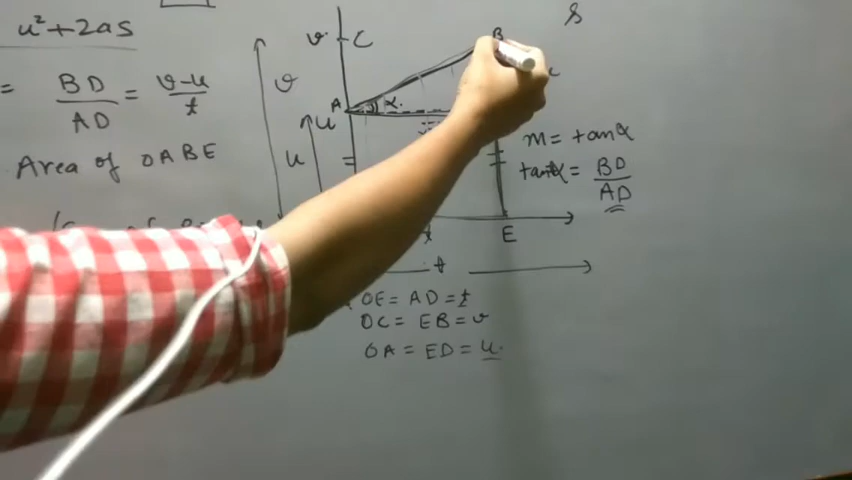 u²+2as
= BD/AD = v-u/t
Area of OABE
v
u
v C
A α.
u
B
S
m = tanα
tanα = BD/AD
E
t
OE = AD = t
OC = EB = v
OA = ED = u.